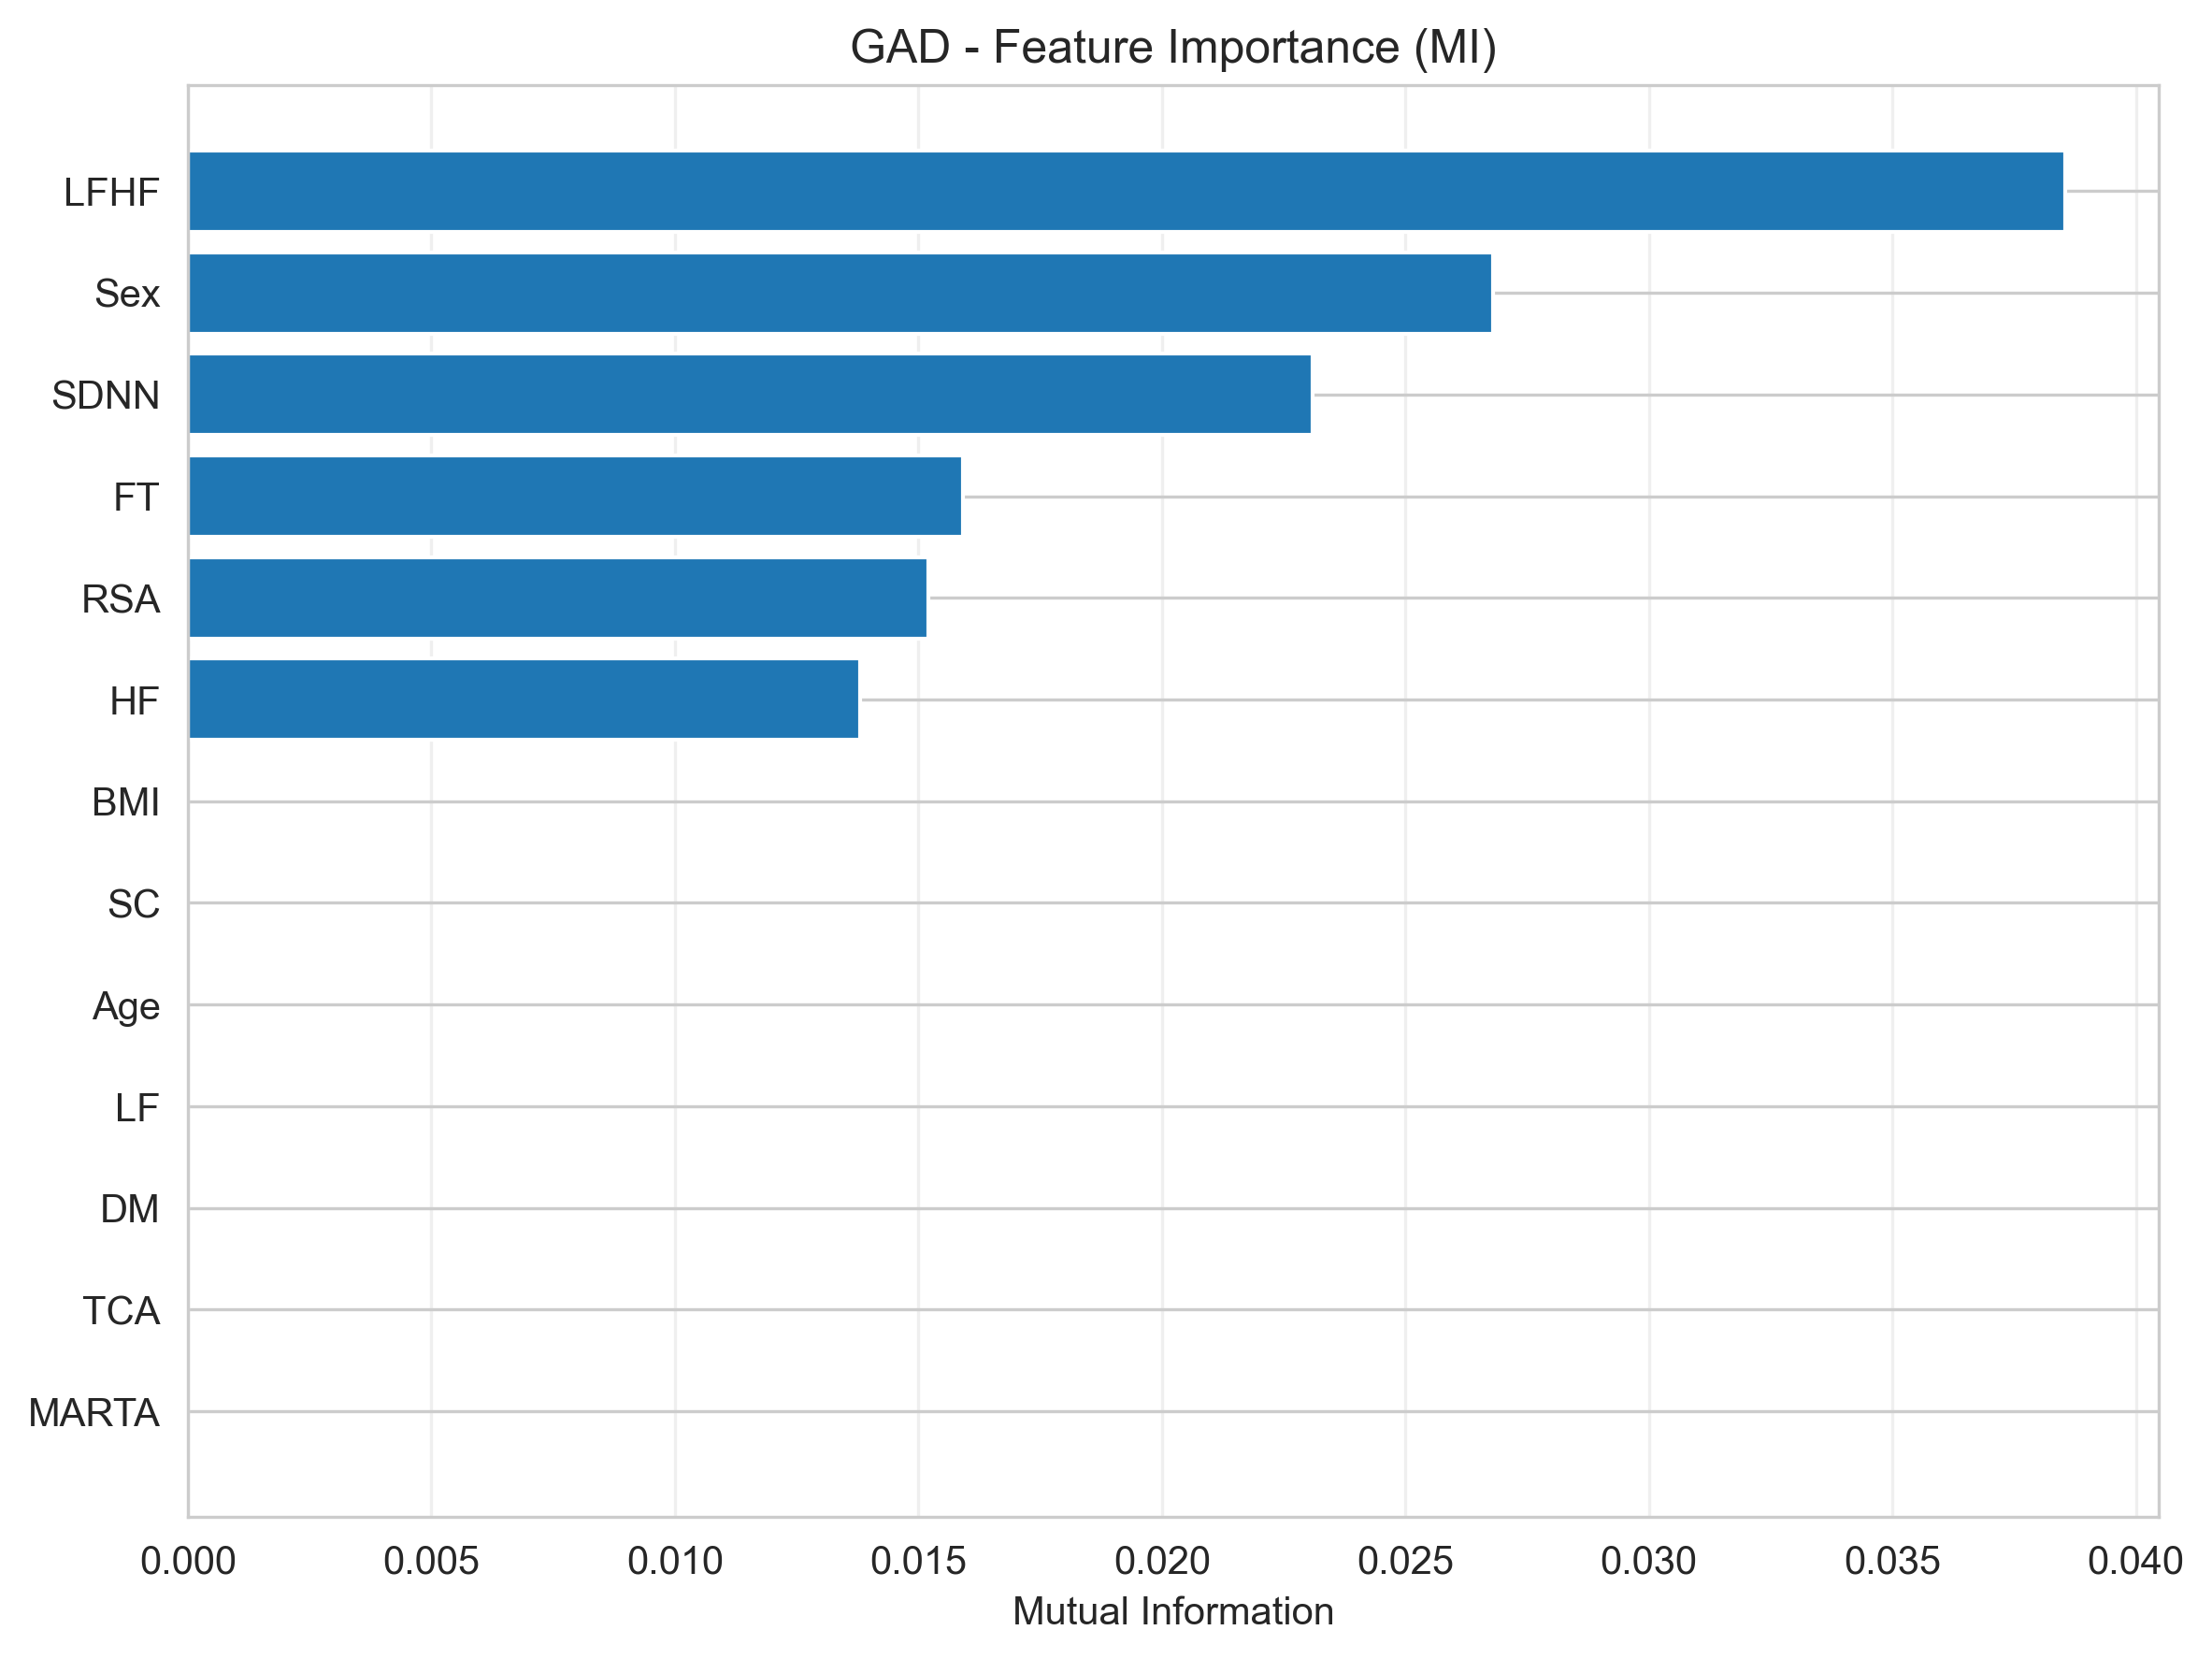 GAD - Feature Importance (MI)
LFHF
Sex
SDNN
FT
RSA
HF
BMI
SC
Age
LF
DM
TCA
MARTA
0.000 0.005 0.010 0.015 0.020 0.025 0.030 0.035 0.040
Mutual Information